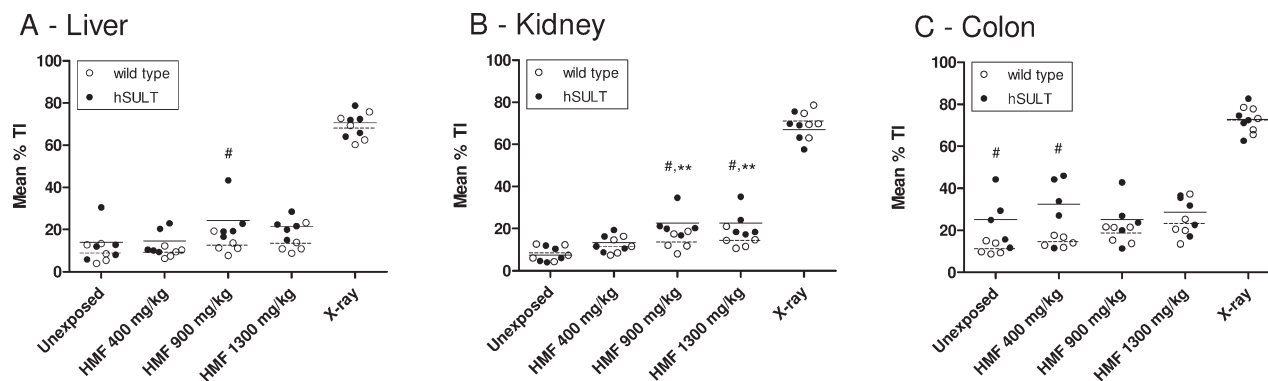 A - Liver
Mean % TI
100
80
60
40
20
0
wild type
hSULT
#
Unexposed
HMF 400 mg/kg
HMF 900 mg/kg
HMF 1300 mg/kg
X-ray
B - Kidney
Mean % TI
100
80
60
40
20
0
wild type
hSULT
#,**
#,**
Unexposed
HMF 400 mg/kg
HMF 900 mg/kg
HMF 1300 mg/kg
X-ray
C - Colon
Mean % TI
100
80
60
40
20
0
wild type
hSULT
#
#
Unexposed
HMF 400 mg/kg
HMF 900 mg/kg
HMF 1300 mg/kg
X-ray